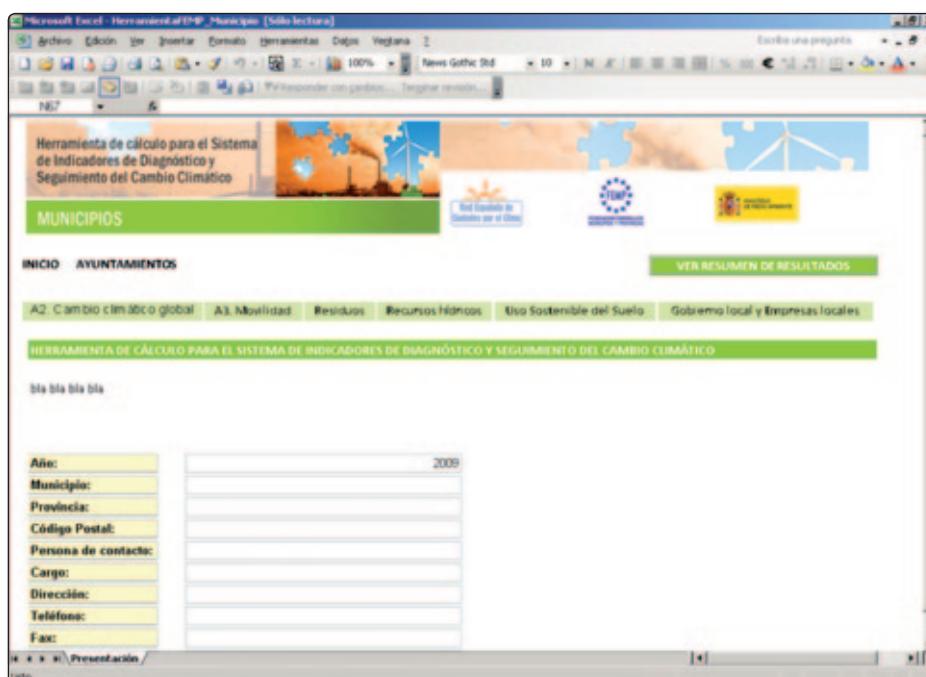 Microsoft Excel - HerramientaFEMP_Municipio [Sólo lectura]
Archivo Edición Ver Insertar Formato Herramientas Datos Ventana ? Escriba una pregunta
100% News Gothic Std 10 N K
Responder con cambios... Terminar revisión...
N67 fx
Herramienta de cálculo para el Sistema
de Indicadores de Diagnóstico y
Seguimiento del Cambio Climático
MUNICIPIOS
Red Española de
Ciudades por el Clima
FEMP
INICIO AYUNTAMIENTOS VER RESUMEN DE RESULTADOS
A2. Cambio climático global A3. Movilidad Residuos Recursos hídricos Uso Sostenible del Suelo Gobierno local y Empresas locales
HERRAMIENTA DE CÁLCULO PARA EL SISTEMA DE INDICADORES DE DIAGNÓSTICO Y SEGUIMIENTO DEL CAMBIO CLIMÁTICO
bla bla bla bla
Año: 2009
Municipio:
Provincia:
Código Postal:
Persona de contacto:
Cargo:
Dirección:
Teléfono:
Fax:
Presentación